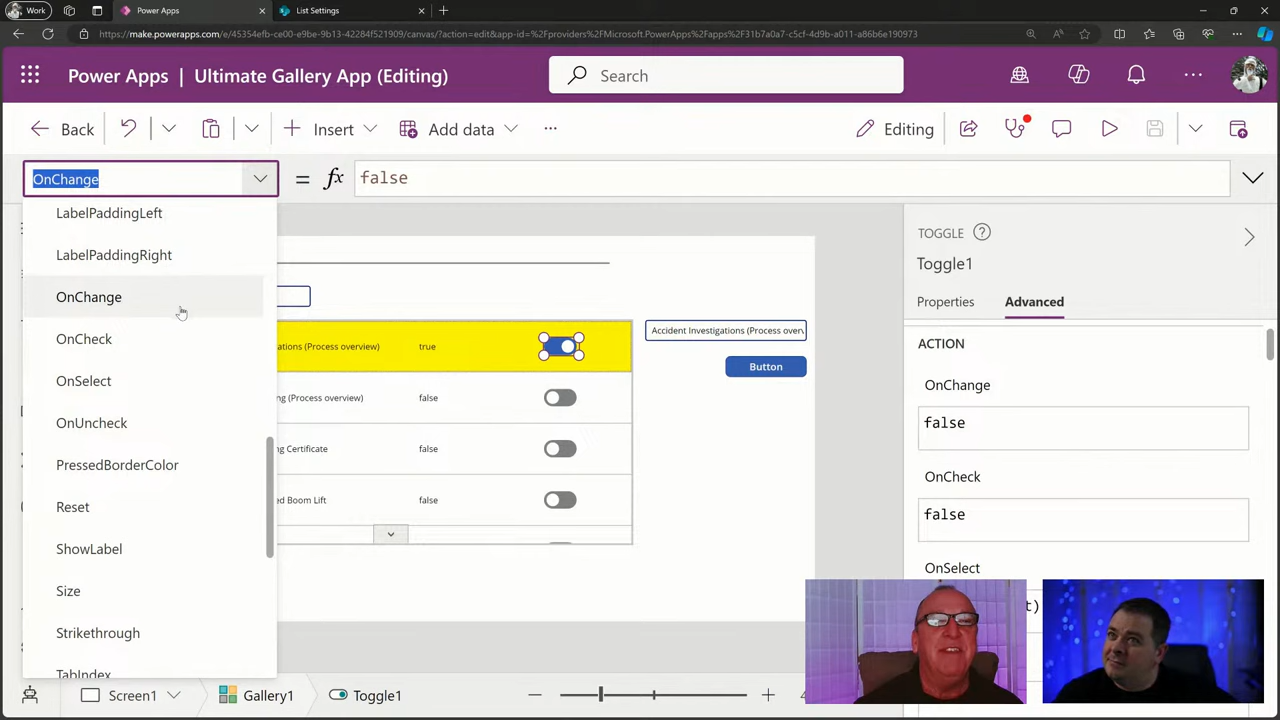 Work
Power Apps
List Settings
https://make.powerapps.com/e/45354efb-ce00-e9be-9b13-42284f521909/canvas/?action=edit&app-id=%2Fproviders%2FMicrosoft.PowerApps%2Fapps%2F31b7a0a7-c5cf-4d9b-a011-a86b6e190973
Power Apps | Ultimate Gallery App (Editing)
Search
Back
Insert
Add data
Editing
OnChange
= fx false
LabelPaddingLeft
LabelPaddingRight
OnChange
OnCheck
OnSelect
OnUncheck
PressedBorderColor
Reset
ShowLabel
Size
Strikethrough
TabIndex
ations (Process overview) true
ng (Process overview) false
ng Certificate false
ed Boom Lift false
Accident Investigations (Process over
Button
TOGGLE
Toggle1
Properties Advanced
ACTION
OnChange
false
OnCheck
false
OnSelect
t)
Screen1
Gallery1
Toggle1